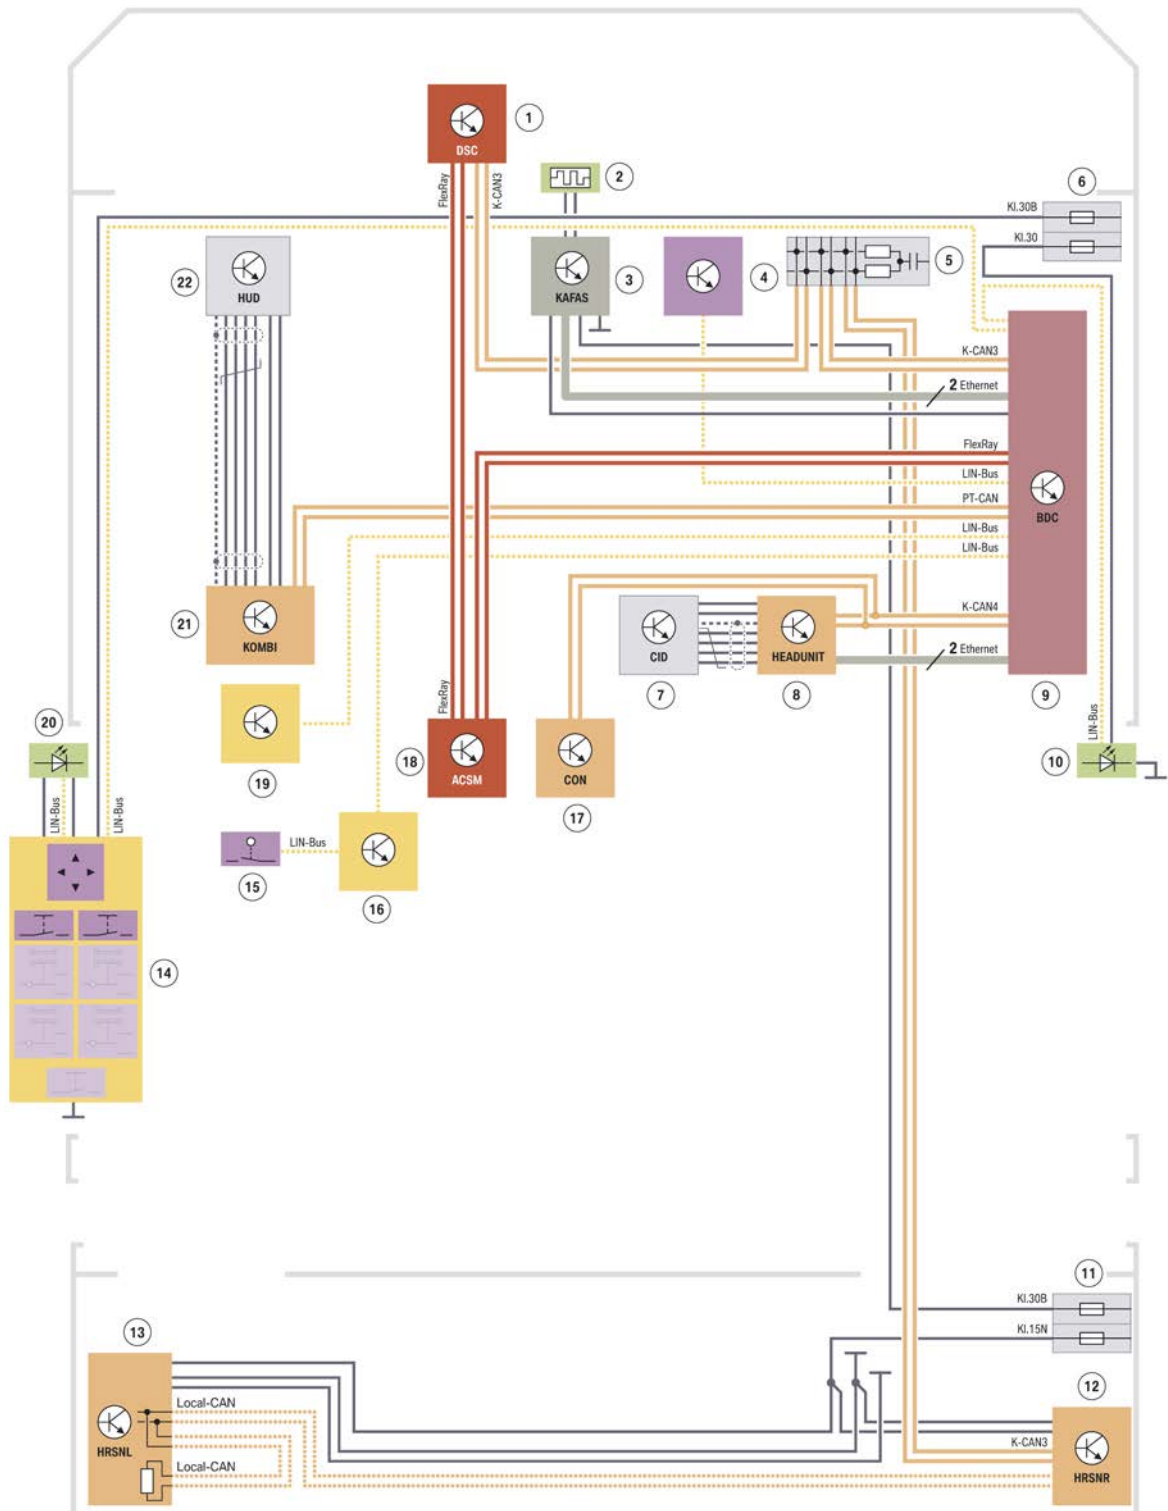 1
DSC
FlexRay
K-CAN3
2
6
Kl.30B
Kl.30
22
HUD
KAFAS
3
4
5
K-CAN3
2 Ethernet
FlexRay
LIN-Bus
PT-CAN
BDC
LIN-Bus
LIN-Bus
K-CAN4
2 Ethernet
9
21
KOMBI
CID
7
HEADUNIT
8
FlexRay
LIN-Bus
20
19
18
ACSM
CON
17
10
LIN-Bus
LIN-Bus
LIN-Bus
15
16
14
11
Kl.30B
Kl.15N
13
12
Local-CAN
HRSNL
Local-CAN
K-CAN3
HRSNR